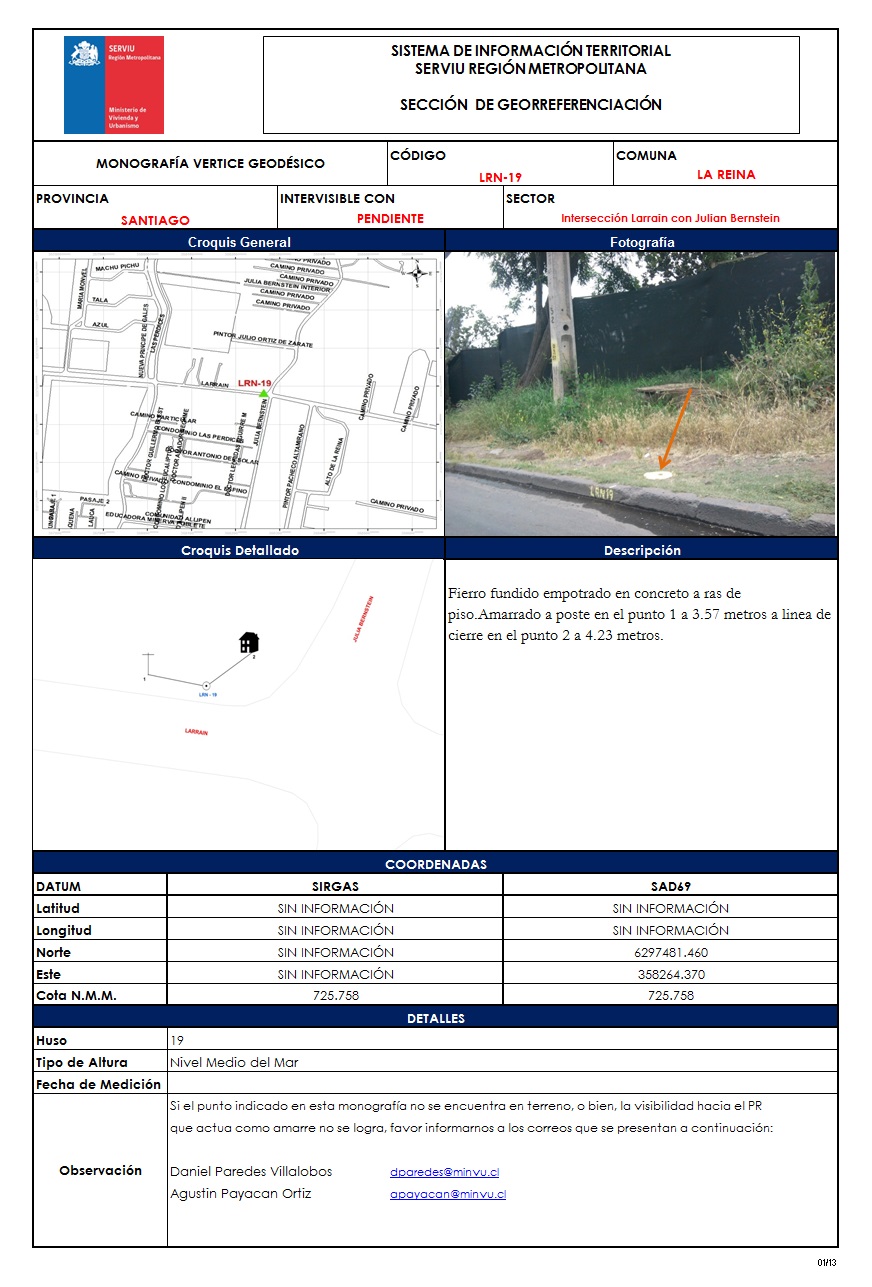 SERVIU
Región Metropolitana
Ministerio de
Vivienda y
Urbanismo
SISTEMA DE INFORMACIÓN TERRITORIAL
SERVIU REGIÓN METROPOLITANA
SECCIÓN DE GEORREFERENCIACIÓN
MONOGRAFÍA VERTICE GEODÉSICO
CÓDIGO
LRN-19
COMUNA
LA REINA
PROVINCIA
SANTIAGO
INTERVISIBLE CON
PENDIENTE
SECTOR
Intersección Larrain con Julian Bernstein
Croquis General
Fotografía
MACHU PICHU
MARIA MONVEL
TALA
AZUL
NUEVA PRINCIPE DE GALES
LAS PERDICES
CAMINO PRIVADO
CAMINO PRIVADO
CAMINO PRIVADO
JULIA BERNSTEIN INTERIOR
CAMINO PRIVADO
CAMINO PRIVADO
PINTOR JULIO ORTIZ DE ZARATE
LARRAIN
LRN-19
JULIA BERNSTEIN
CAMINO PRIVADO
CAMINO PRIVADO
CAMINO PARTICULAR
CONDOMINIO LAS PERDICES
PINTOR PACHECO ALTAMIRANO
ALTO DE LA REINA
CAMINO PRIVADO
CONDOMINIO EL ESPINO
CAMINO PRIVADO
PASAJE 2
QUENA
LAUCA
COMUNIDAD ALLIPEN
EDUCADORA MINERVA POBLETE
N
E
S
LRN19
Croquis Detallado
Descripción
JULIA BERNSTEIN
1
2
LRN - 19
LARRAIN
Fierro fundido empotrado en concreto a ras de
piso.Amarrado a poste en el punto 1 a 3.57 metros a linea de
cierre en el punto 2 a 4.23 metros.
COORDENADAS
DATUM SIRGAS SAD69
Latitud SIN INFORMACIÓN SIN INFORMACIÓN
Longitud SIN INFORMACIÓN SIN INFORMACIÓN
Norte SIN INFORMACIÓN 6297481.460
Este SIN INFORMACIÓN 358264.370
Cota N.M.M. 725.758 725.758
DETALLES
Huso 19
Tipo de Altura Nivel Medio del Mar
Fecha de Medición
Observación
Si el punto indicado en esta monografía no se encuentra en terreno, o bien, la visibilidad hacia el PR
que actua como amarre no se logra, favor informarnos a los correos que se presentan a continuación:
Daniel Paredes Villalobos dparedes@minvu.cl
Agustin Payacan Ortiz apayacan@minvu.cl
01/13